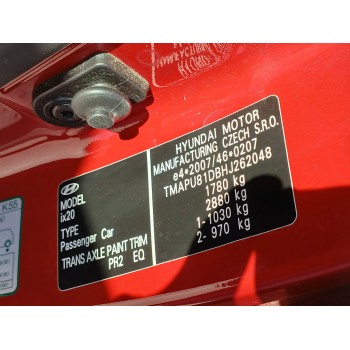 HYUNDAI MOTOR
MANUFACTURING CZECH S.R.O.
e4*2007/46*0207
TMAPU81DBHJ262048
1780 kg
2880 kg
1-1030 kg
2- 970 kg
MODEL
ix20
TYPE
Passenger Car
TRANS AXLE PAINT TRIM
PR2 EQ
K55